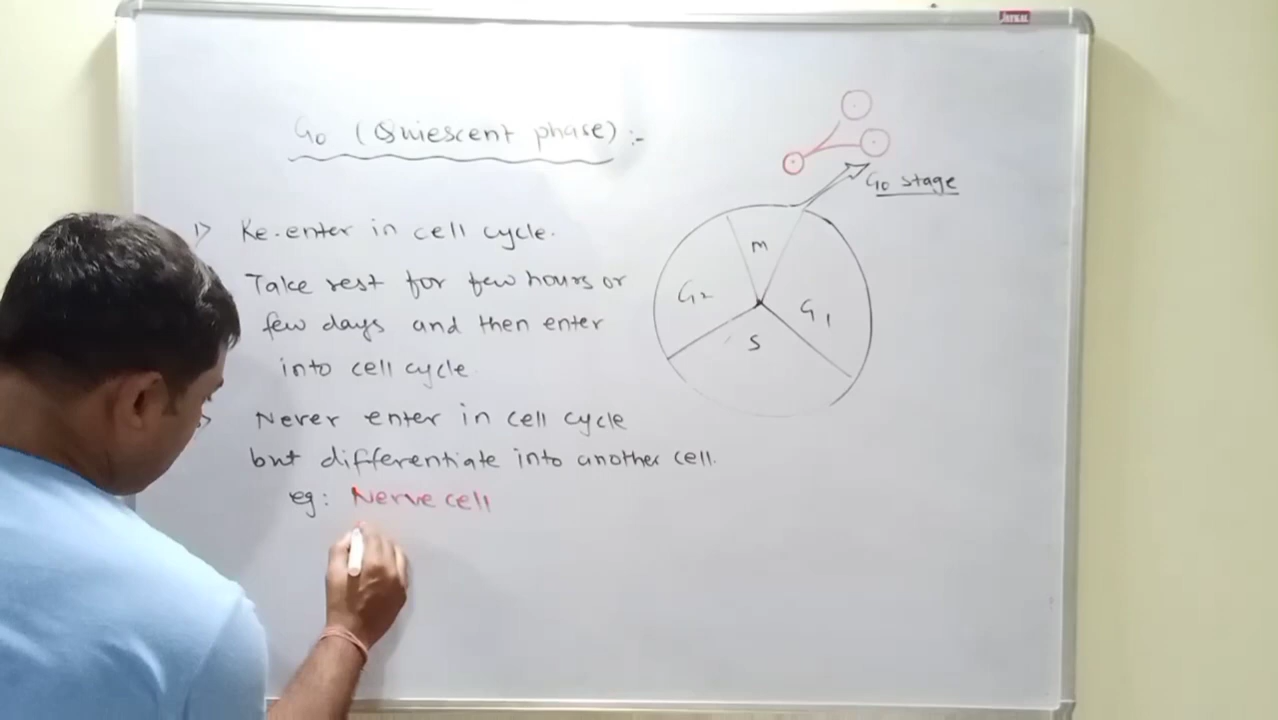 G0 (Quiescent phase) :-
1) Re-enter in cell cycle.
Take rest for few hours or
few days and then enter
into cell cycle
Never enter in cell cycle
but differentiate into another cell.
eg: Nerve cell
G0 stage
M
G2
G1
S